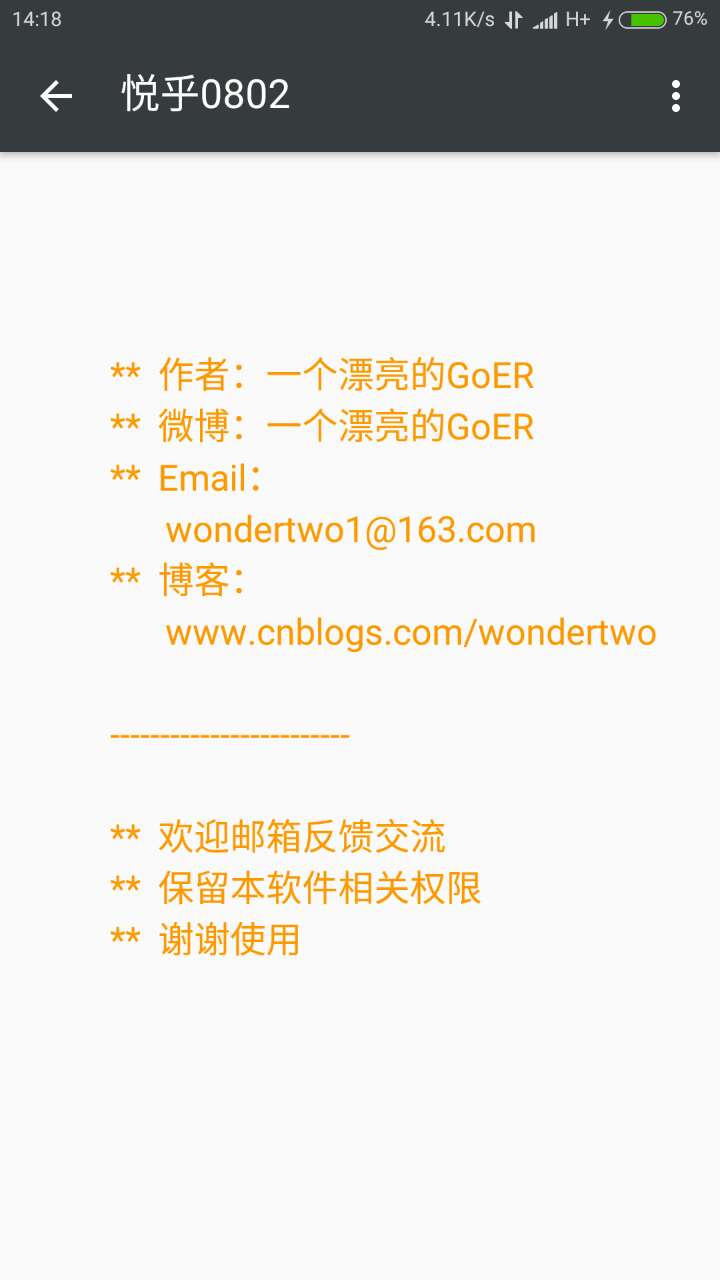 14:18 4.11K/s H+ 76%
悦乎0802
** 作者：一个漂亮的GoER
** 微博：一个漂亮的GoER
** Email：
wondertwo1@163.com
** 博客：
www.cnblogs.com/wondertwo
------------------------
** 欢迎邮箱反馈交流
** 保留本软件相关权限
** 谢谢使用